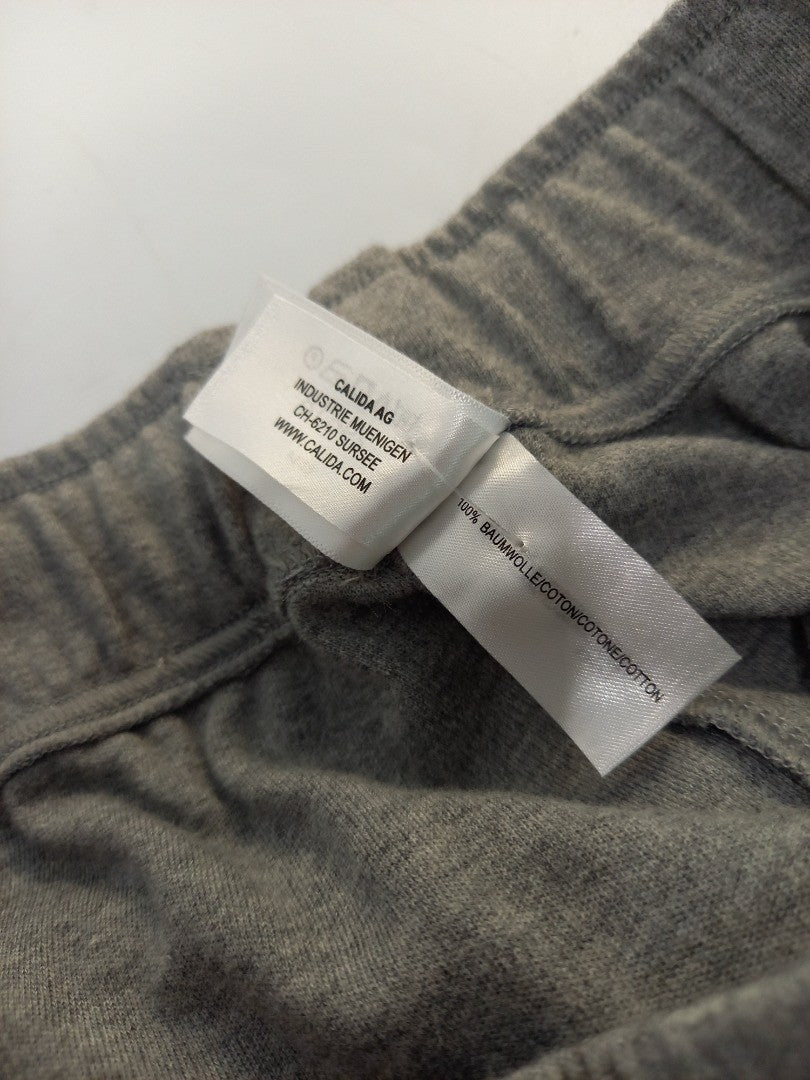 CALIDA AG
INDUSTRIE MUENIGEN
CH-6210 SURSEE
WWW.CALIDA.COM
100% BAUMWOLLE/COTON/COTONE/COTTON